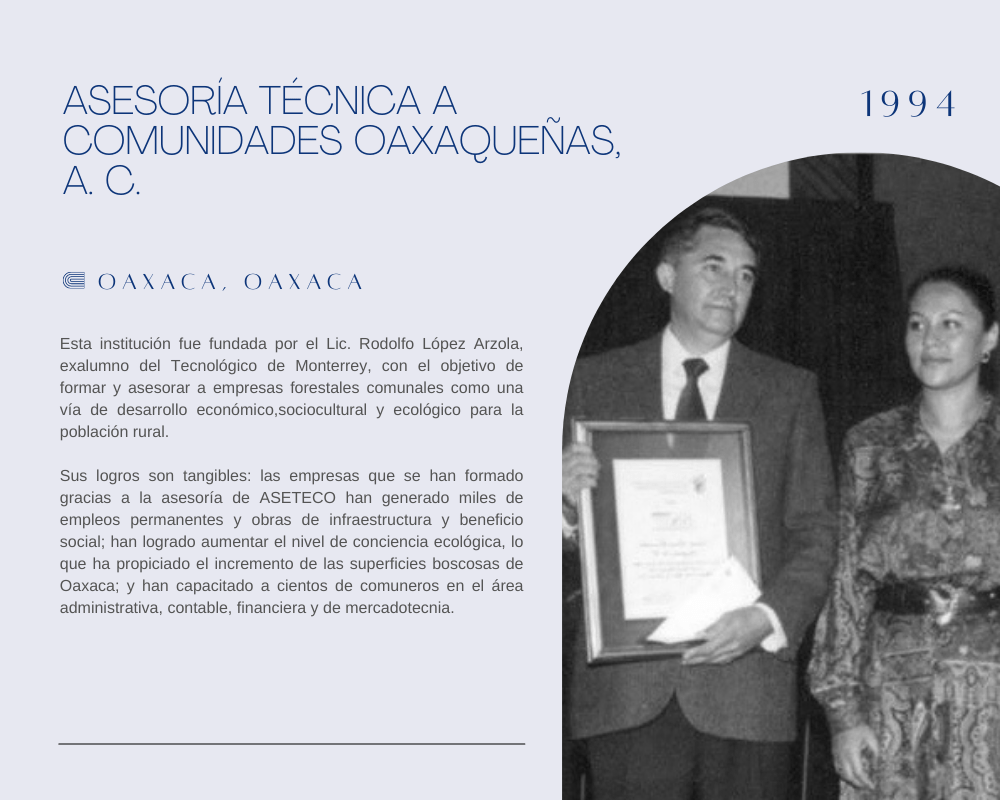 ASESORÍA TÉCNICA A
COMUNIDADES OAXAQUEÑAS,
A. C.
1994
OAXACA, OAXACA
Esta institución fue fundada por el Lic. Rodolfo López Arzola,
exalumno del Tecnológico de Monterrey, con el objetivo de
formar y asesorar a empresas forestales comunales como una
vía de desarrollo económico,sociocultural y ecológico para la
población rural.
Sus logros son tangibles: las empresas que se han formado
gracias a la asesoría de ASETECO han generado miles de
empleos permanentes y obras de infraestructura y beneficio
social; han logrado aumentar el nivel de conciencia ecológica, lo
que ha propiciado el incremento de las superficies boscosas de
Oaxaca; y han capacitado a cientos de comuneros en el área
administrativa, contable, financiera y de mercadotecnia.